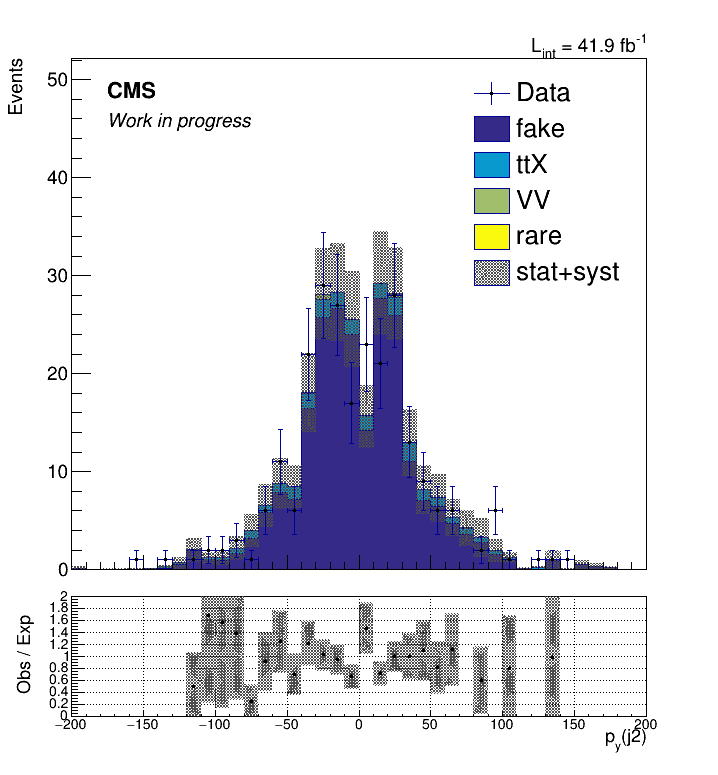 L_int = 41.9 fb^-1
Events
50
40
30
20
10
0
CMS
Work in progress
Data
fake
ttX
VV
rare
stat+syst
Obs / Exp
2
1.8
1.6
1.4
1.2
1
0.8
0.6
0.4
0.2
0
−200 −150 −100 −50 0 50 100 150 200
p_y(j2)